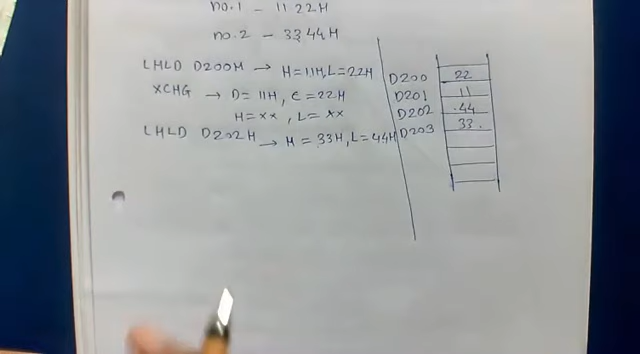 no.1 - 1122H
no.2 - 3344H
LHLD D200H → H=11H, L=22H
XCHG → D=11H, E=22H
H=xx, L=xx
LHLD D202H → H=33H, L=44H
D200 22
D201 11
D202 44
D203 33